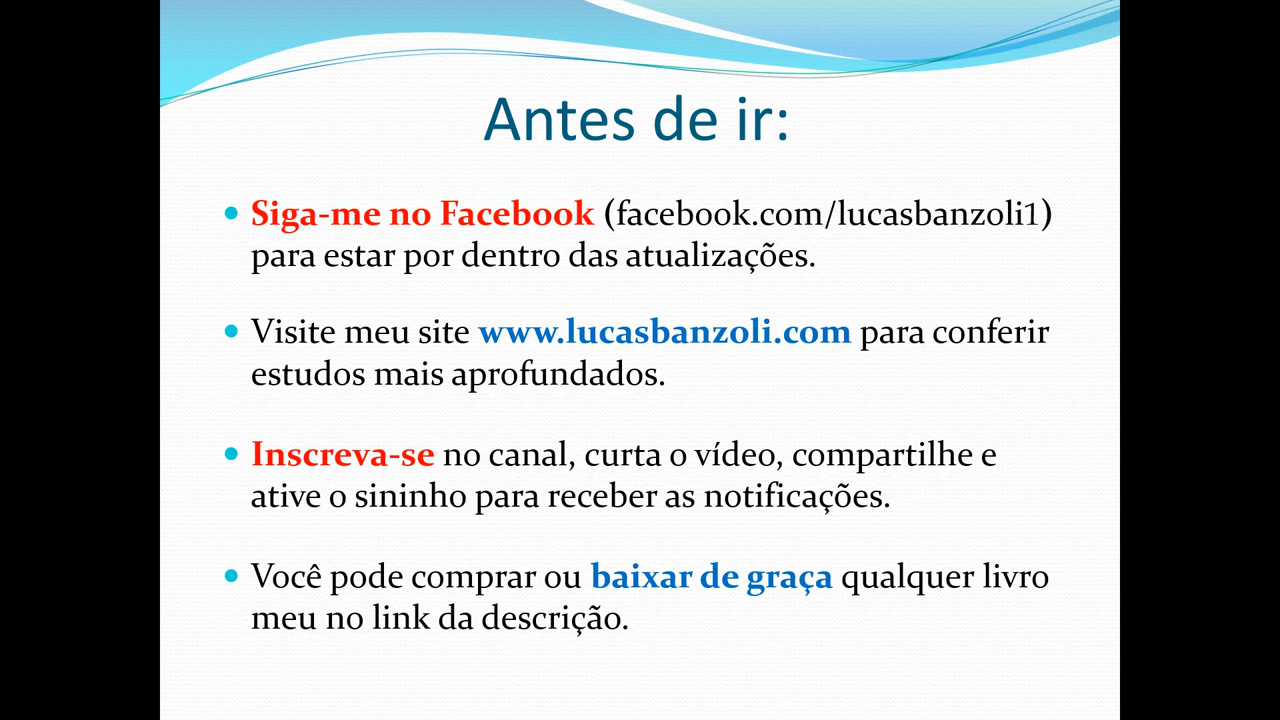 Antes de ir:
• Siga-me no Facebook (facebook.com/lucasbanzoli1)
para estar por dentro das atualizações.
• Visite meu site www.lucasbanzoli.com para conferir
estudos mais aprofundados.
• Inscreva-se no canal, curta o vídeo, compartilhe e
ative o sininho para receber as notificações.
• Você pode comprar ou baixar de graça qualquer livro
meu no link da descrição.